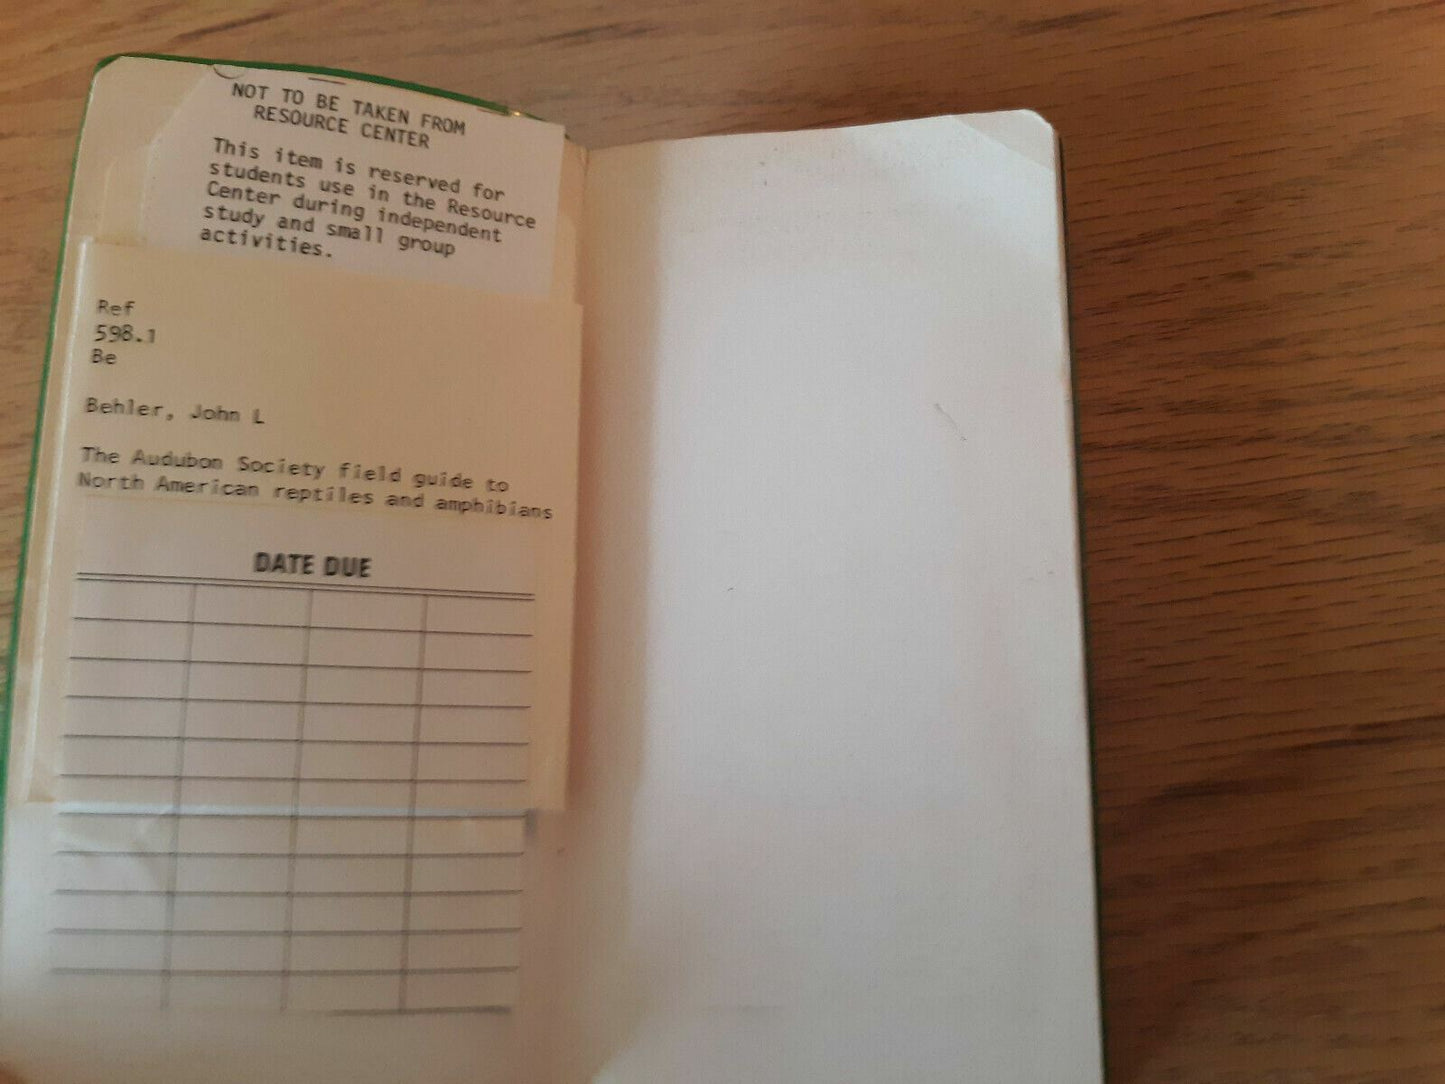 NOT TO BE TAKEN FROM
RESOURCE CENTER
This item is reserved for
students use in the Resource
Center during independent
study and small group
activities.
Ref
598.1
Be
Behler, John L
The Audubon Society field guide to
North American reptiles and amphibians
DATE DUE